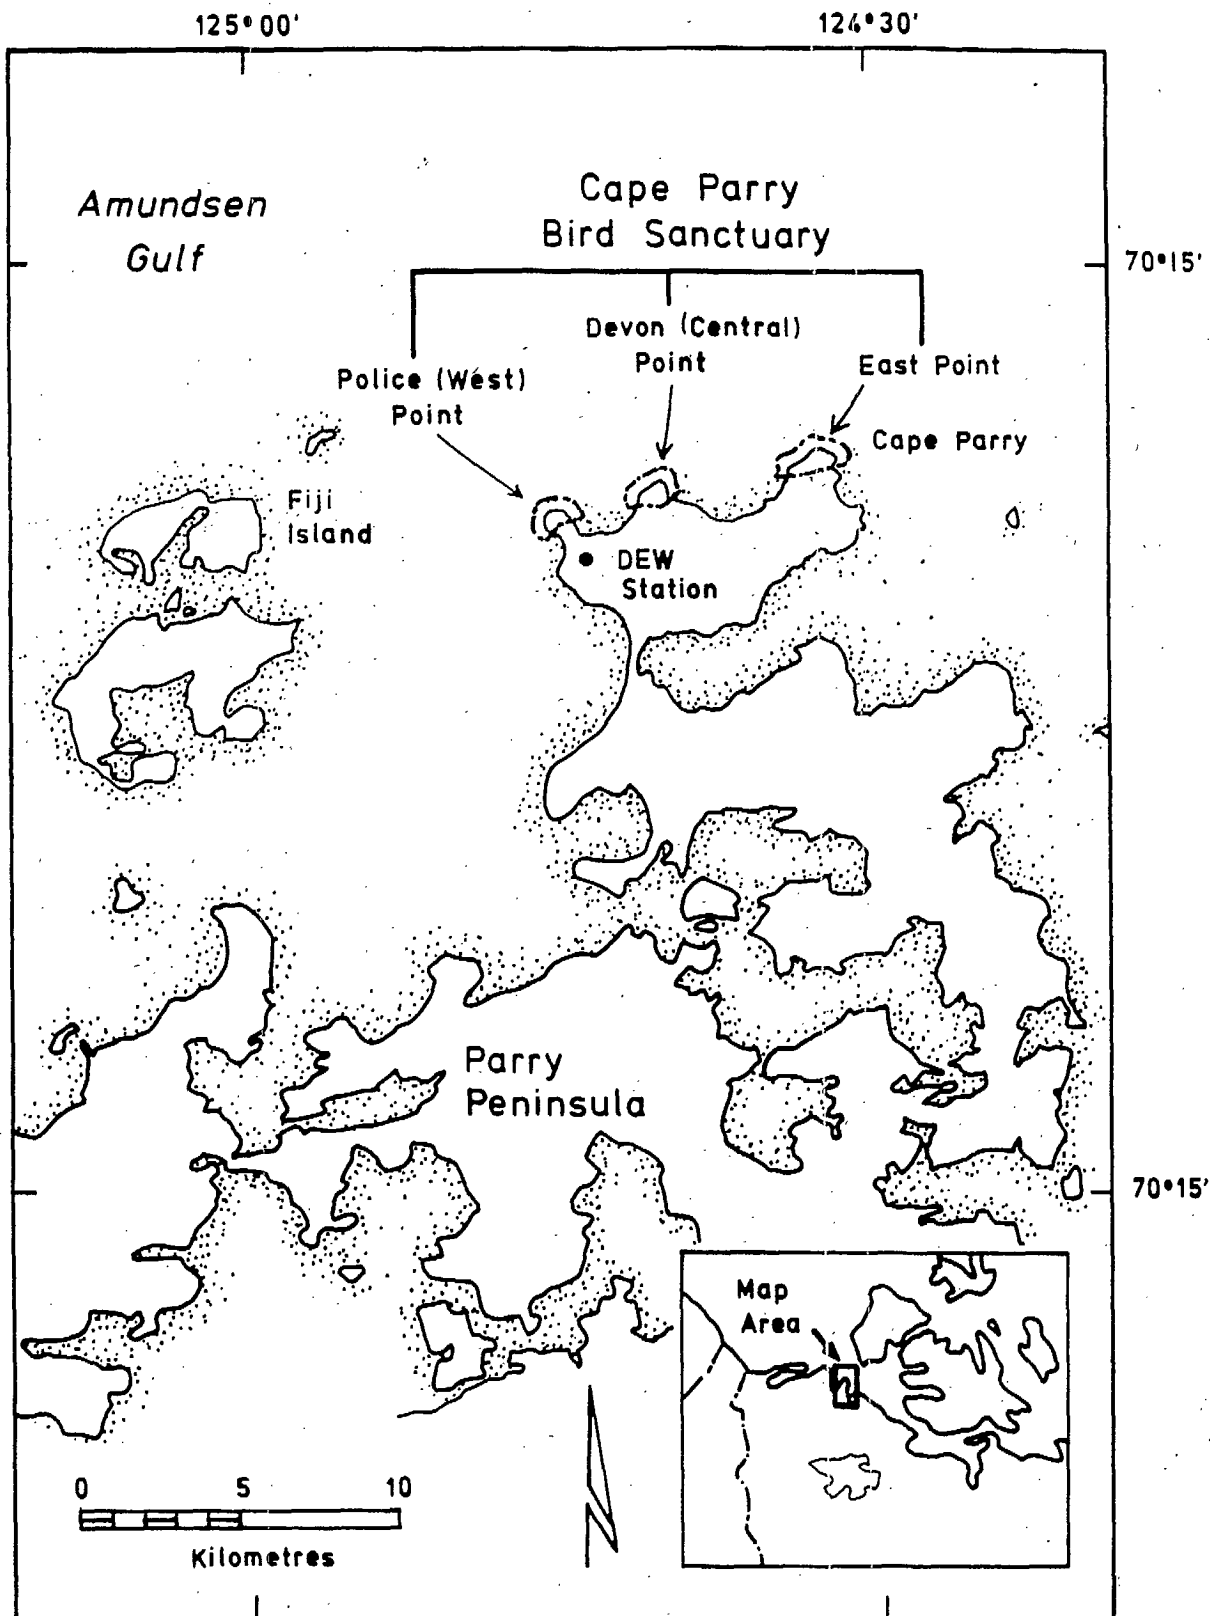 125°00'
124°30'
Amundsen
Gulf
Cape Parry
Bird Sanctuary
70°15'
Devon (Central)
Point
Police (West)
Point
East Point
Cape Parry
Fiji
Island
DEW
Station
Parry
Peninsula
70°15'
Map
Area
0 5 10
Kilometres